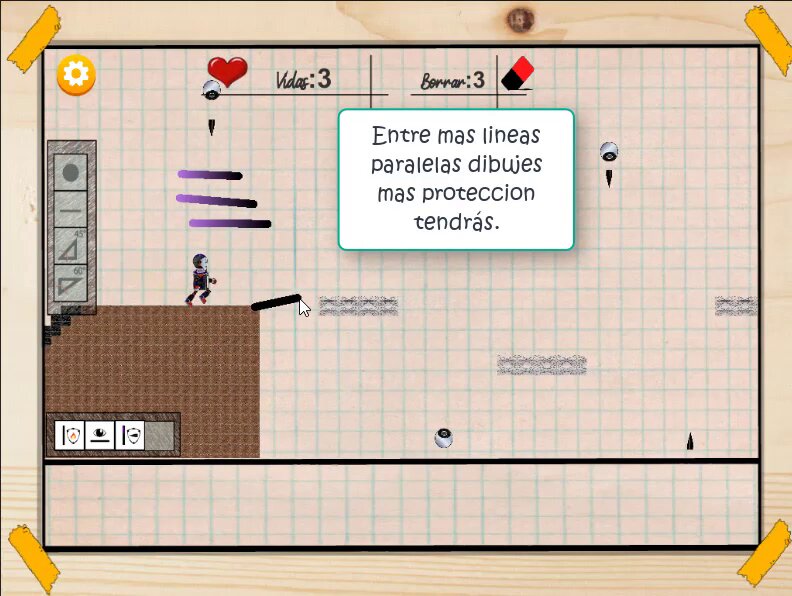 Vidas:3
Borrar:3
Entre mas lineas
paralelas dibujes
mas proteccion
tendrás.
45°
60°